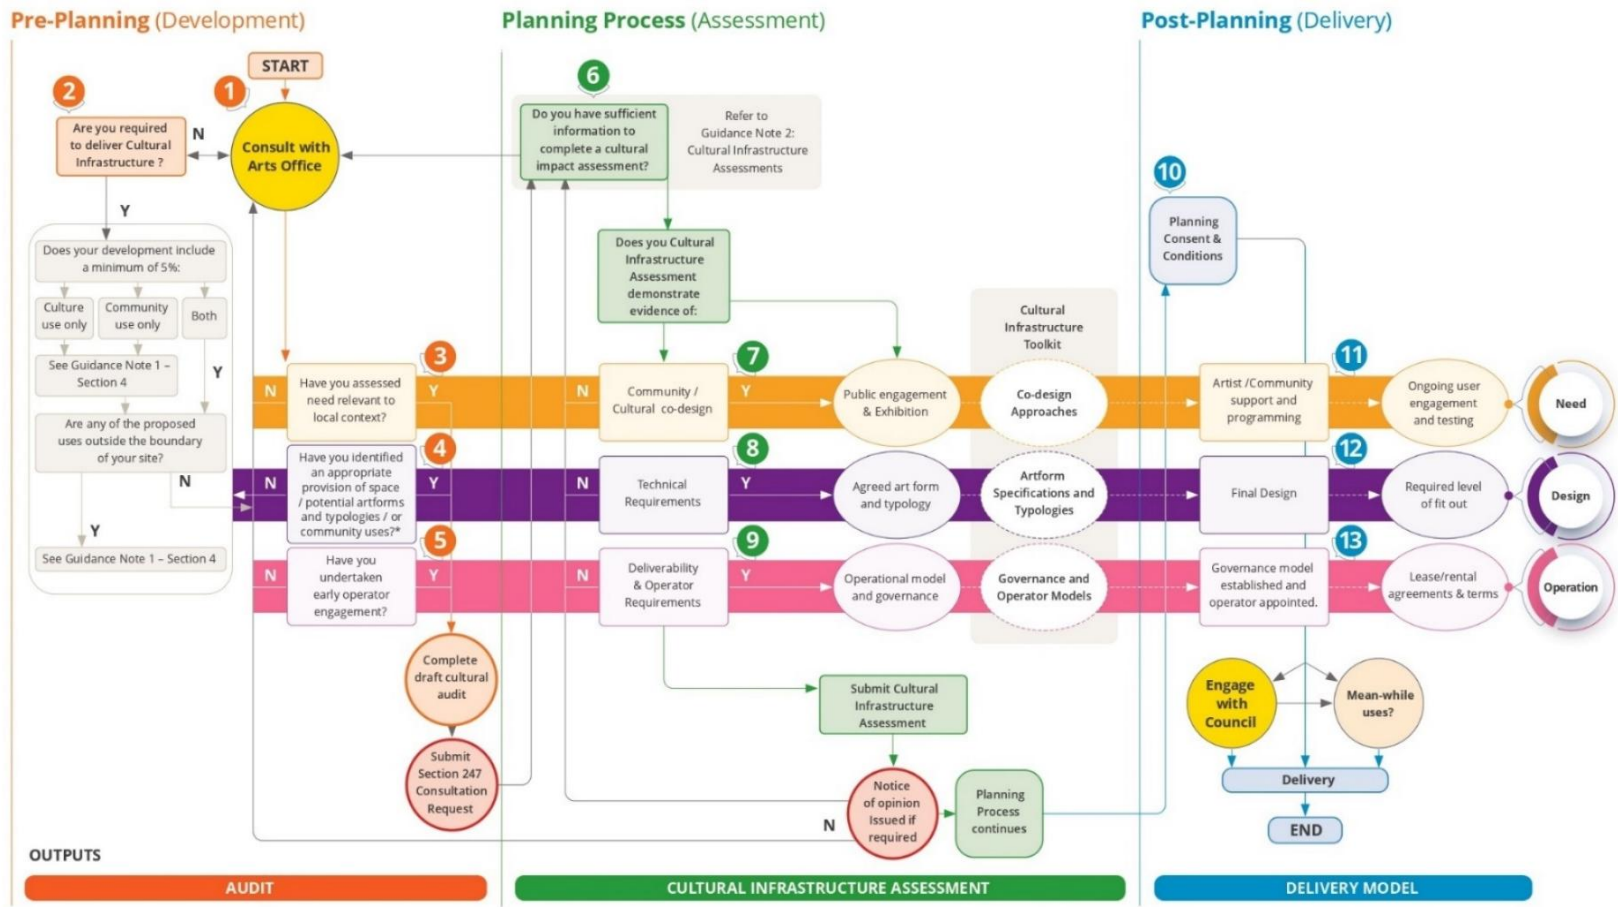 Pre-Planning (Development)
Planning Process (Assessment)
Post-Planning (Delivery)
START
1
Consult with
Arts Office
2
Are you required
to deliver Cultural
Infrastructure ?
N
Y
Does your development include
a minimum of 5%:
Culture
use only
Community
use only
Both
See Guidance Note 1 –
Section 4
Y
Are any of the proposed
uses outside the boundary
of your site?
N
Y
See Guidance Note 1 – Section 4
3
N
Have you assessed
need relevant to
local context?
Y
4
N
Have you identified
an appropriate
provision of space
/ potential artforms
and typologies / or
community uses?*
Y
5
N
Have you
undertaken
early operator
engagement?
Y
Complete
draft cultural
audit
Submit
Section 247
Consultation
Request
6
Do you have sufficient
information to
complete a cultural
impact assessment?
Refer to
Guidance Note 2:
Cultural Infrastructure
Assessments
Does you Cultural
Infrastructure
Assessment
demonstrate
evidence of:
7
N
Community /
Cultural co-design
Y
Public engagement
& Exhibition
8
N
Technical
Requirements
Y
Agreed art form
and typology
9
N
Deliverability
& Operator
Requirements
Y
Operational model
and governance
Cultural
Infrastructure
Toolkit
Co-design
Approaches
Artform
Specifications and
Typologies
Governance and
Operator Models
Submit Cultural
Infrastructure
Assessment
Notice
of opinion
Issued if
required
N
Planning
Process
continues
10
Planning
Consent &
Conditions
11
Artist /Community
support and
programming
Ongoing user
engagement
and testing
Need
12
Final Design
Required level
of fit out
Design
13
Governance model
established and
operator appointed.
Lease/rental
agreements & terms
Operation
Engage
with
Council
Mean-while
uses?
Delivery
END
OUTPUTS
AUDIT
CULTURAL INFRASTRUCTURE ASSESSMENT
DELIVERY MODEL